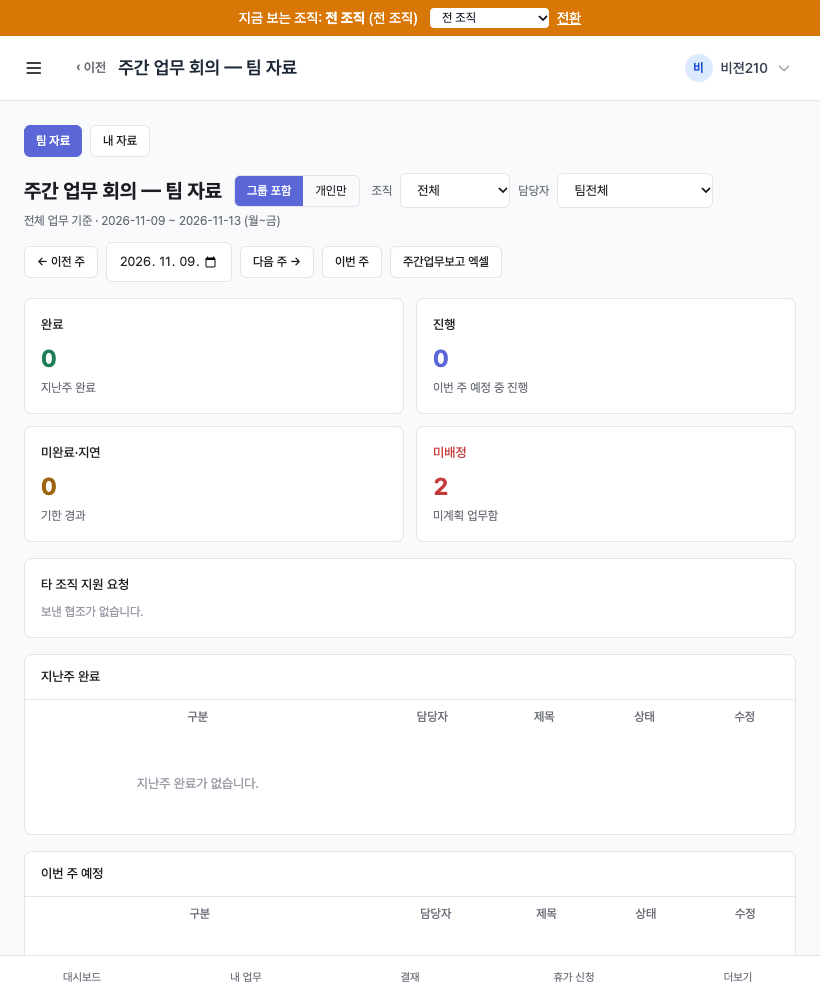 지금 보는 조직: 전 조직 (전 조직) 전 조직 전환
‹ 이전 주간 업무 회의 — 팀 자료 비 비젼210
팀 자료 내 자료
주간 업무 회의 — 팀 자료 그룹 포함 개인만 조직 전체 담당자 팀전체
전체 업무 기준 · 2026-11-09 ~ 2026-11-13 (월~금)
← 이전 주 2026. 11. 09. 다음 주 → 이번 주 주간업무보고 엑셀
완료
0
지난주 완료
진행
0
이번 주 예정 중 진행
미완료·지연
0
기한 경과
미배정
2
미계획 업무함
타 조직 지원 요청
보낸 협조가 없습니다.
지난주 완료
구분 담당자 제목 상태 수정
지난주 완료가 없습니다.
이번 주 예정
구분 담당자 제목 상태 수정
대시보드 내 업무 결재 휴가 신청 더보기